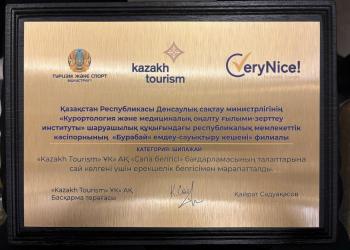 ТУРИЗМ ЖӘНЕ СПОРТ
МИНИСТРЛІГІ
kazakh
tourism
VeryNice!
Қазақстан Республикасы Денсаулық сақтау министрлігінің
«Курортология және медициналық оңалту ғылыми-зерттеу
институты» шаруашылық құқығындағы республикалық мемлекеттік
кәсіпорнының «Бурабай» емдеу-сауықтыру кешені» филиалы
КАТЕГОРИЯ: ШИПАЖАЙ
«Kazakh Tourism» ҰК» АҚ «Сапа белгісі» бағдарламасының талаптарына
сай келгені үшін ерекшелік белгісімен марапатталды.
«Kazakh Tourism» ҰК» АҚ
Басқарма төрағасы
Қайрат Садуақасов